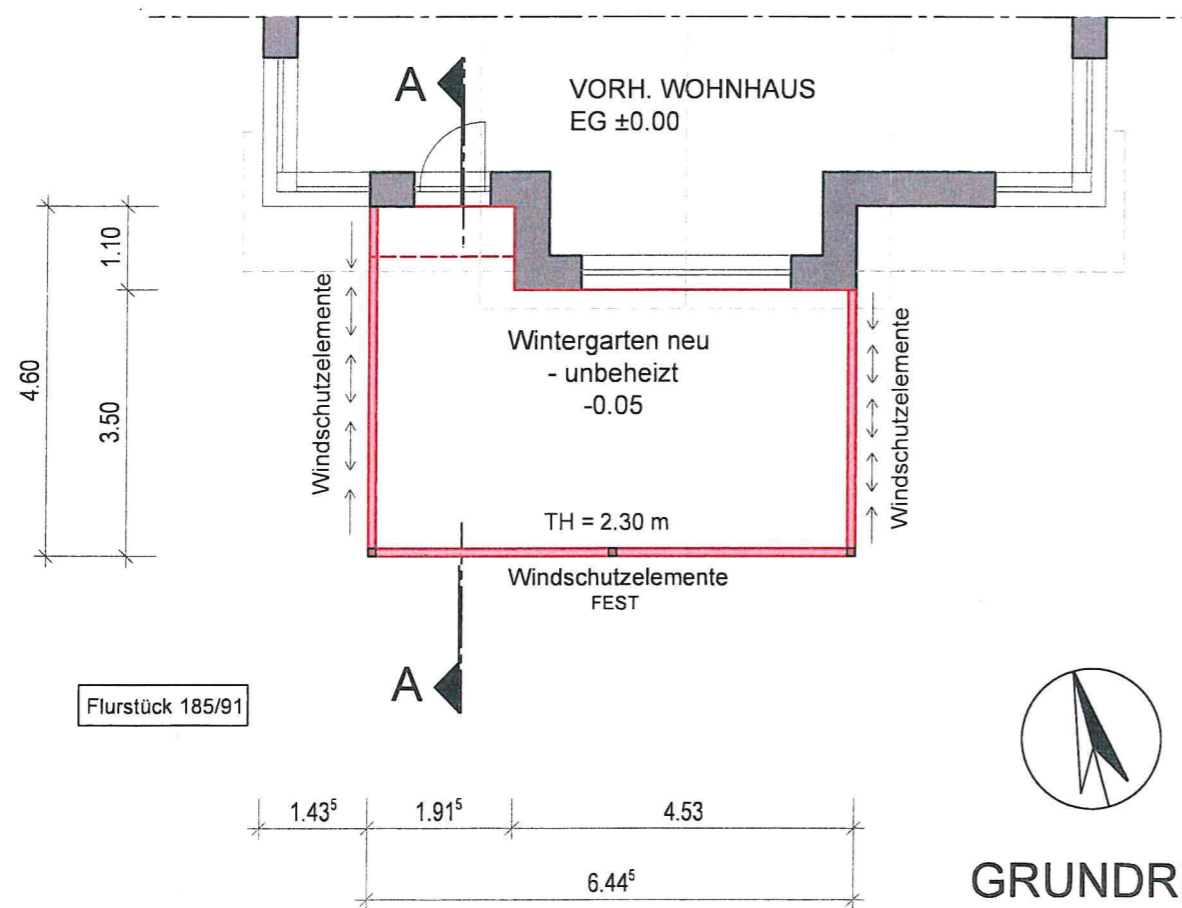 A
VORH. WOHNHAUS
EG ±0.00
1.10
4.60
3.50
Windschutzelemente
Wintergarten neu
- unbeheizt
-0.05
Windschutzelemente
TH = 2.30 m
Windschutzelemente
FEST
A
Flurstück 185/91
1.43⁵
1.91⁵
4.53
6.44⁵
GRUNDR